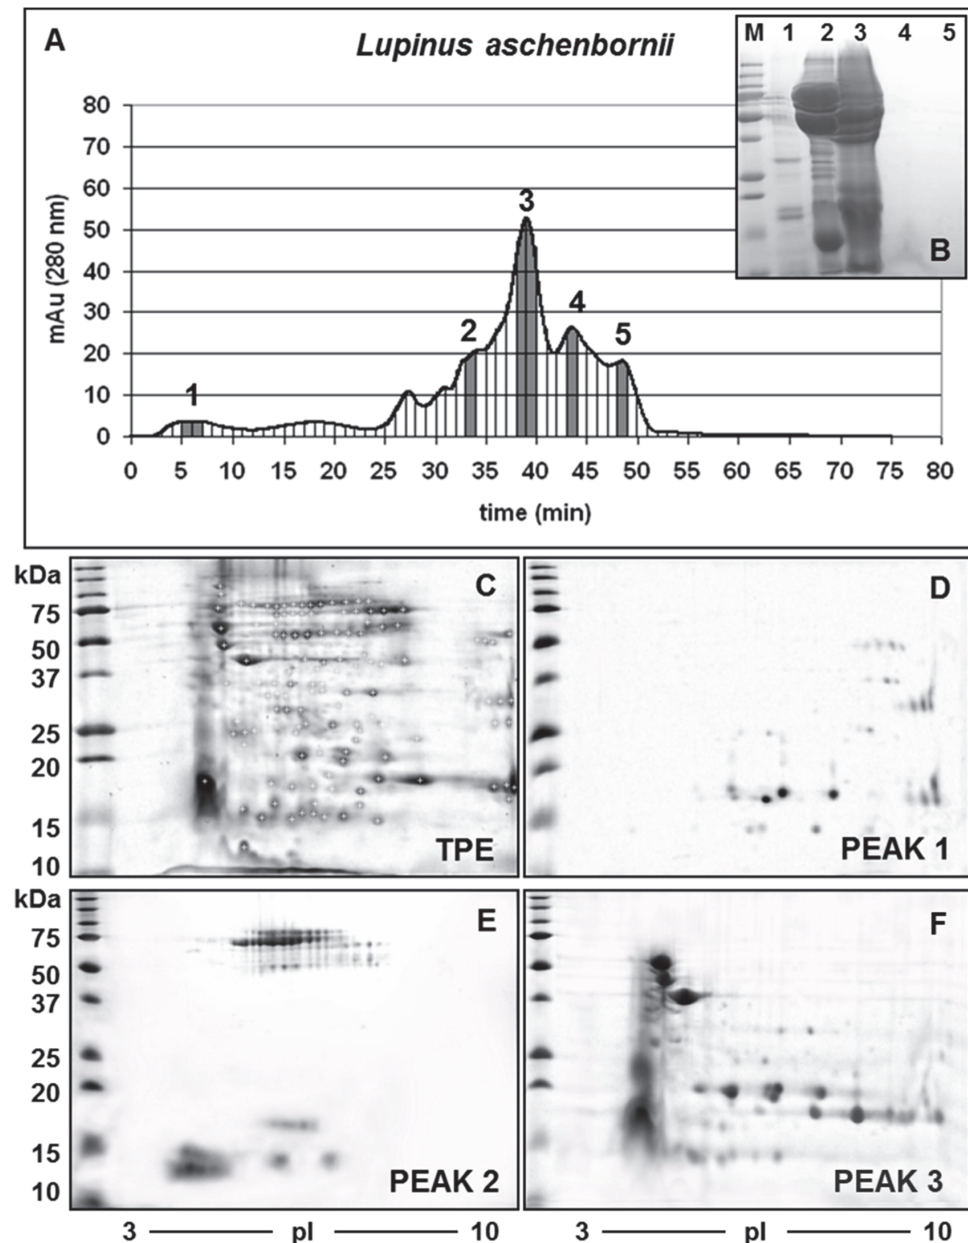 A
Lupinus aschenbornii
M 1 2 3 4 5
B
mAu (280 nm)
80
70
60
50
40
30
20
10
0
1
2
3
4
5
0 5 10 15 20 25 30 35 40 45 50 55 60 65 70 75 80
time (min)
kDa
75
50
37
25
20
15
10
C
TPE
D
PEAK 1
kDa
75
50
37
25
20
15
10
E
PEAK 2
F
PEAK 3
3 pI 10
3 pI 10